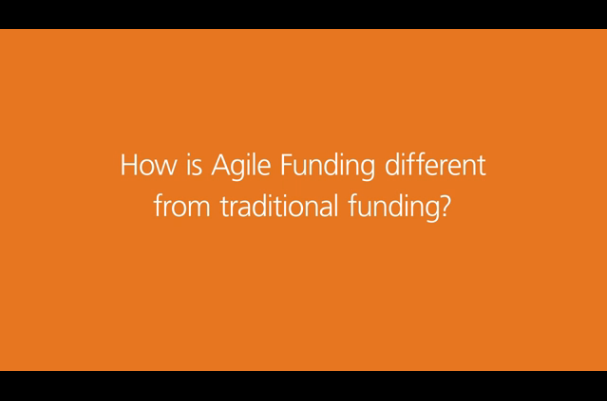 How is Agile Funding different
from traditional funding?